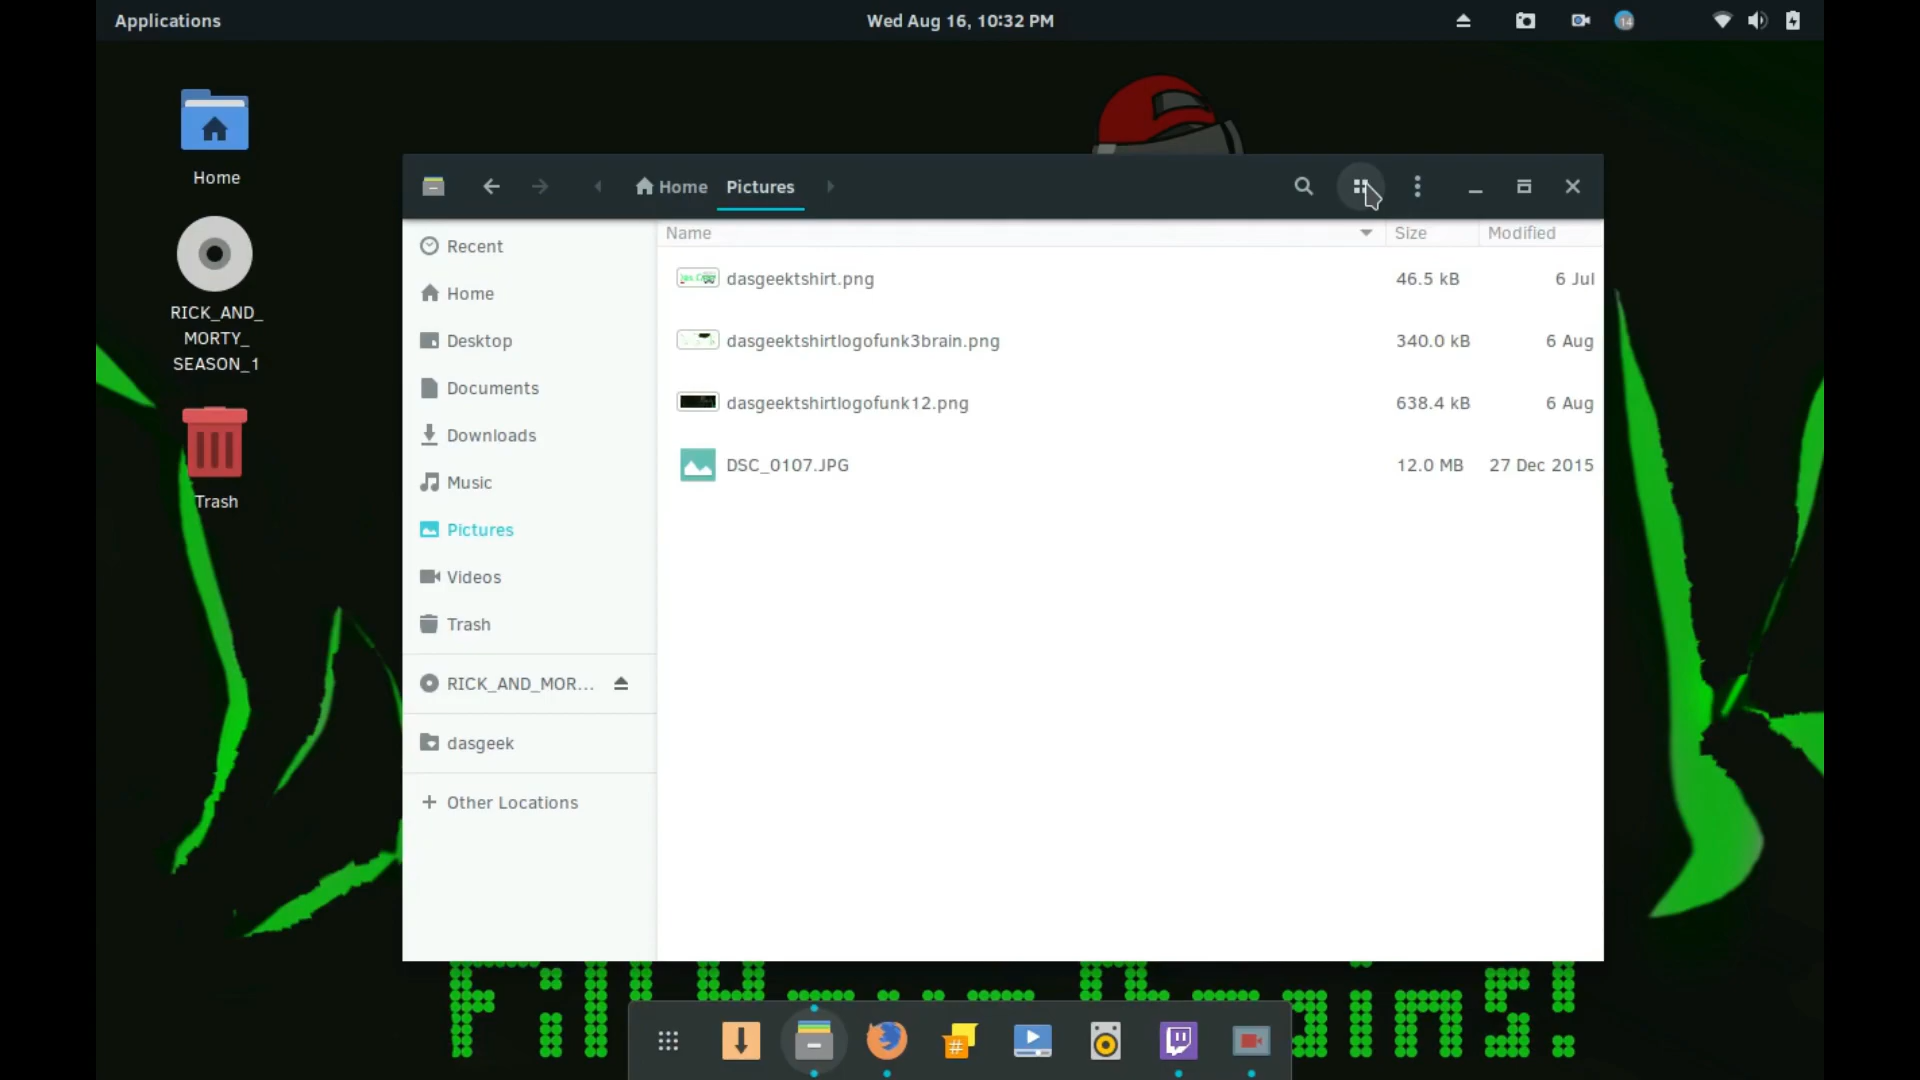 Applications
Wed Aug 16, 10:32 PM
14
Home
RICK_AND_
MORTY_
SEASON_1
Trash
Home
Pictures
Recent
Home
Desktop
Documents
Downloads
Music
Pictures
Videos
Trash
RICK_AND_MOR...
dasgeek
Other Locations
Name Size Modified
dasgeektshirt.png 46.5 kB 6 Jul
dasgeektshirtlogofunk3brain.png 340.0 kB 6 Aug
dasgeektshirtlogofunk12.png 638.4 kB 6 Aug
DSC_0107.JPG 12.0 MB 27 Dec 2015
#